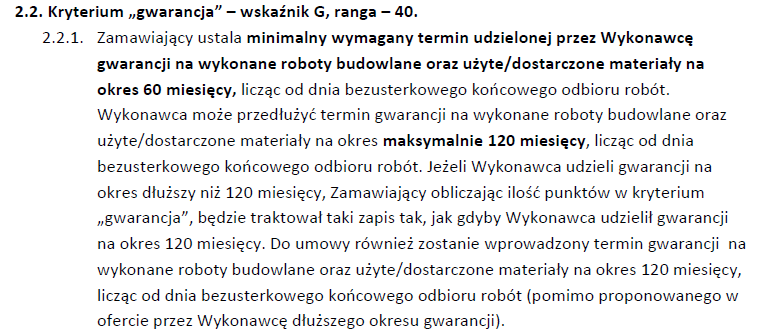 2.2. Kryterium „gwarancja” – wskaźnik G, ranga – 40.
2.2.1. Zamawiający ustala minimalny wymagany termin udzielonej przez Wykonawcę
gwarancji na wykonane roboty budowlane oraz użyte/dostarczone materiały na
okres 60 miesięcy, licząc od dnia bezusterkowego końcowego odbioru robót.
Wykonawca może przedłużyć termin gwarancji na wykonane roboty budowlane oraz
użyte/dostarczone materiały na okres maksymalnie 120 miesięcy, licząc od dnia
bezusterkowego końcowego odbioru robót. Jeżeli Wykonawca udzieli gwarancji na
okres dłuższy niż 120 miesięcy, Zamawiający obliczając ilość punktów w kryterium
„gwarancja”, będzie traktował taki zapis tak, jak gdyby Wykonawca udzielił gwarancji
na okres 120 miesięcy. Do umowy również zostanie wprowadzony termin gwarancji na
wykonane roboty budowlane oraz użyte/dostarczone materiały na okres 120 miesięcy,
licząc od dnia bezusterkowego końcowego odbioru robót (pomimo proponowanego w
ofercie przez Wykonawcę dłuższego okresu gwarancji).